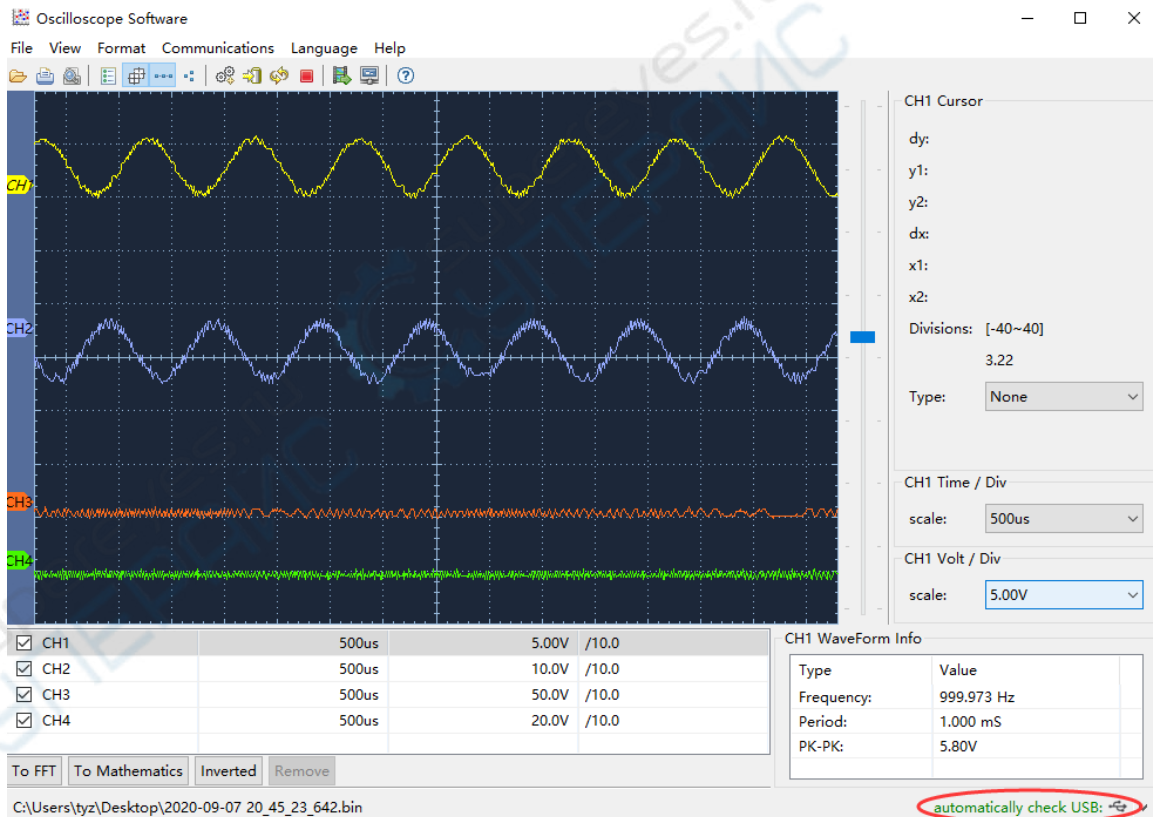 Oscilloscope Software
File View Format Communications Language Help
CH1 Cursor
dy:
y1:
y2:
dx:
x1:
x2:
Divisions: [-40~40]
3.22
Type: None
CH1 Time / Div
scale: 500us
CH1 Volt / Div
scale: 5.00V
CH2
CH3
CH4
CH1 500us 5.00V /10.0
CH2 500us 10.0V /10.0
CH3 500us 50.0V /10.0
CH4 500us 20.0V /10.0
CH1 WaveForm Info
Type Value
Frequency: 999.973 Hz
Period: 1.000 mS
PK-PK: 5.80V
To FFT To Mathematics Inverted Remove
C:\Users\tyz\Desktop\2020-09-07 20_45_23_642.bin
automatically check USB: